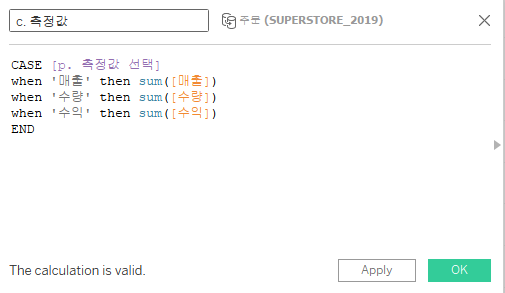 c. 측정값
주문 (SUPERSTORE_2019)
CASE [p. 측정값 선택]
when '매출' then sum([매출])
when '수량' then sum([수량])
when '수익' then sum([수익])
END
The calculation is valid.
Apply
OK